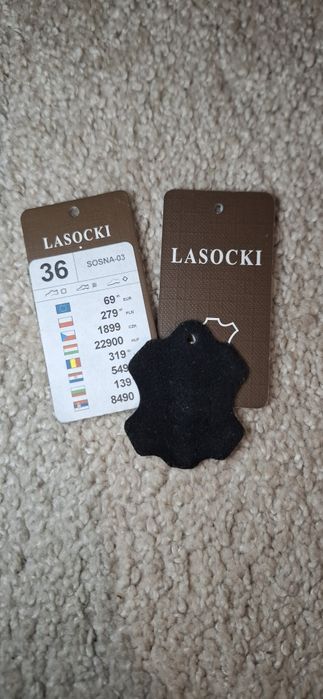 LASOCKI
36
SOSNA-03
69 EUR
279 PLN
1899 CZK
22900 HUF
319
549
139
8490
LASOCKI